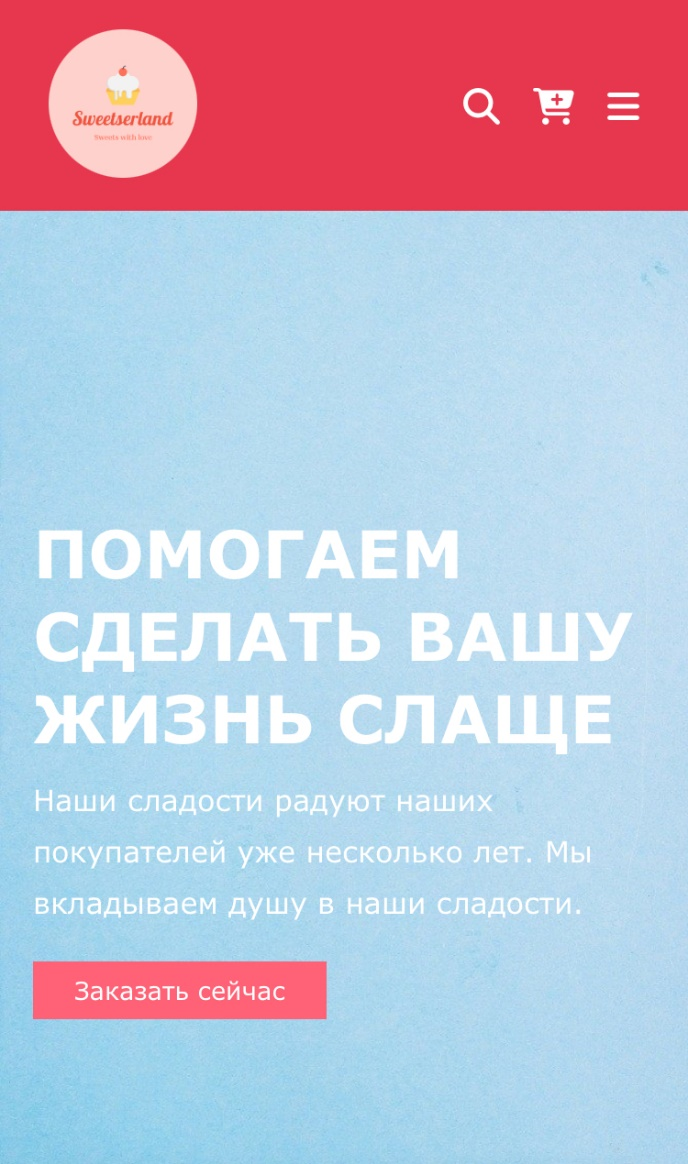 Sweetserland
Sweets with love
ПОМОГАЕМ
СДЕЛАТЬ ВАШУ
ЖИЗНЬ СЛАЩЕ
Наши сладости радуют наших
покупателей уже несколько лет. Мы
вкладываем душу в наши сладости.
Заказать сейчас